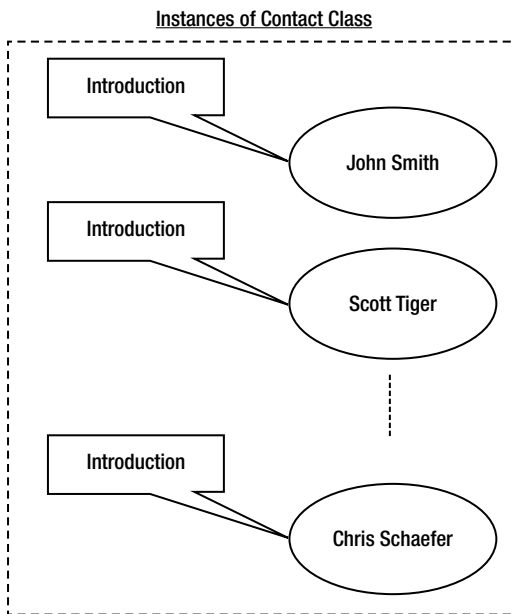 Instances of Contact Class
Introduction
John Smith
Introduction
Scott Tiger
Introduction
Chris Schaefer